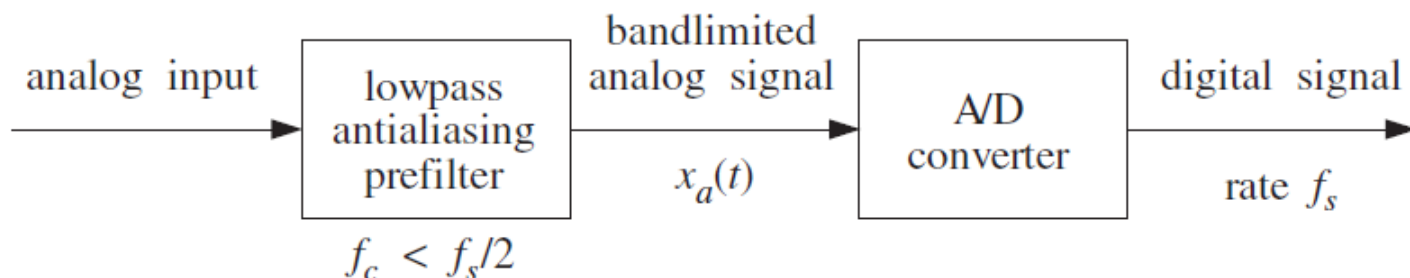 analog input
lowpass
antialiasing
prefilter
f_c < f_s/2
bandlimited
analog signal
x_a(t)
A/D
converter
digital signal
rate f_s